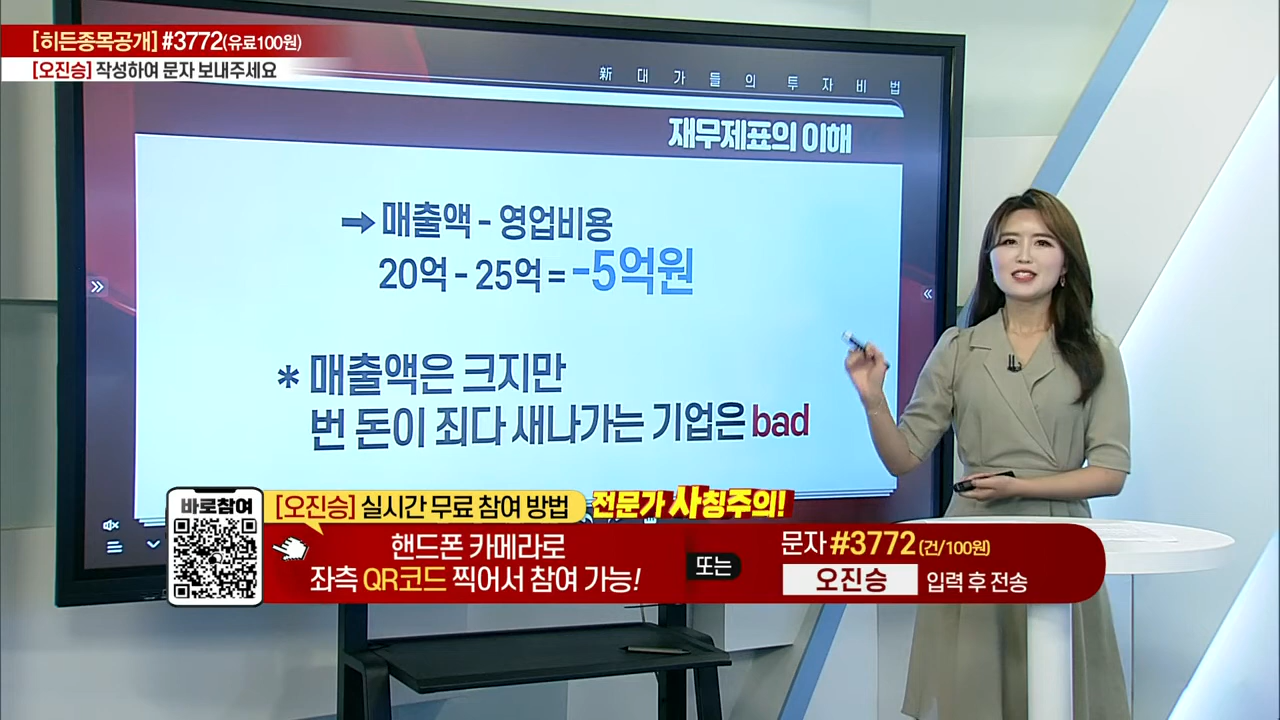 [히든종목공개] #3772(유료100원)
[오진승] 작성하여 문자 보내주세요
新 대가들의 투자비법
재무제표의 이해
➡ 매출액 - 영업비용
20억 - 25억 = -5억원
* 매출액은 크지만
번 돈이 죄다 새나가는 기업은 bad
바로참여
[오진승] 실시간 무료 참여 방법 전문가 사칭주의!
핸드폰 카메라로
좌측 QR코드 찍어서 참여 가능!
또는
문자 #3772 (건/100원)
오진승 입력 후 전송